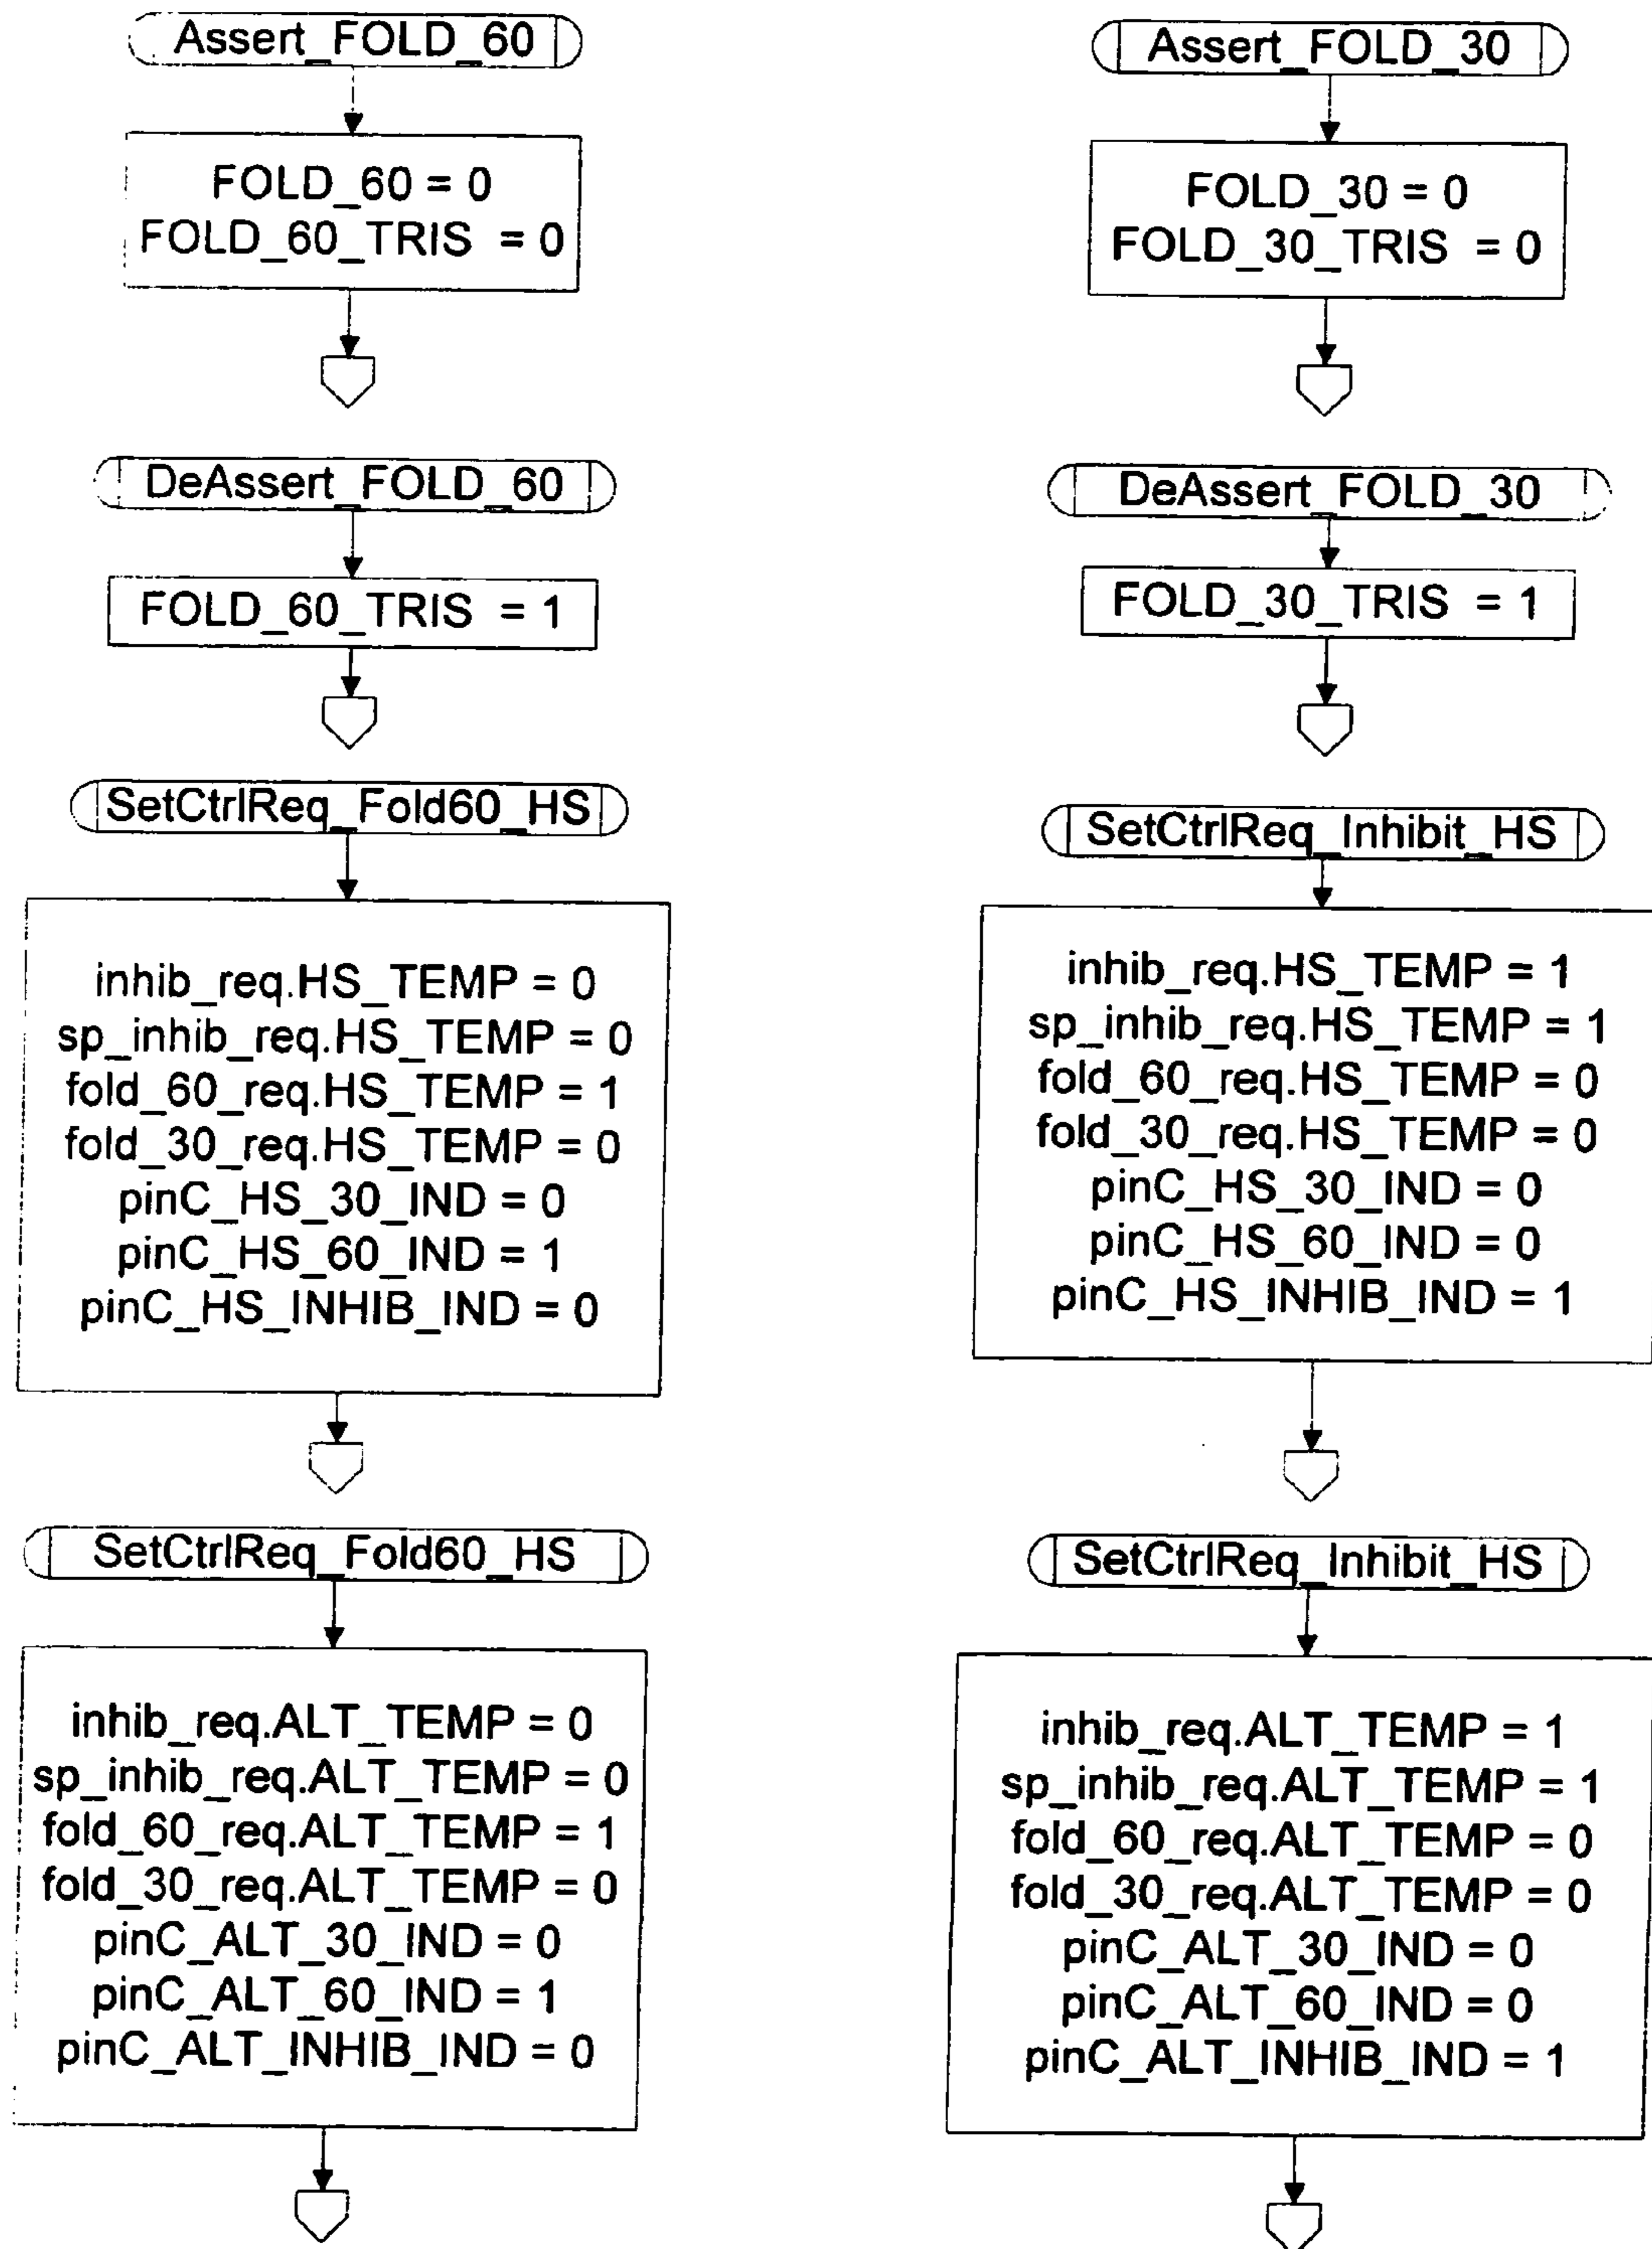 Assert_FOLD_60
FOLD_60 = 0
FOLD_60_TRIS = 0
DeAssert_FOLD_60
FOLD_60_TRIS = 1
SetCtrlReq_Fold60_HS
inhib_req.HS_TEMP = 0
sp_inhib_req.HS_TEMP = 0
fold_60_req.HS_TEMP = 1
fold_30_req.HS_TEMP = 0
pinC_HS_30_IND = 0
pinC_HS_60_IND = 1
pinC_HS_INHIB_IND = 0
SetCtrlReq_Fold60_HS
inhib_req.ALT_TEMP = 0
sp_inhib_req.ALT_TEMP = 0
fold_60_req.ALT_TEMP = 1
fold_30_req.ALT_TEMP = 0
pinC_ALT_30_IND = 0
pinC_ALT_60_IND = 1
pinC_ALT_INHIB_IND = 0
Assert_FOLD_30
FOLD_30 = 0
FOLD_30_TRIS = 0
DeAssert_FOLD_30
FOLD_30_TRIS = 1
SetCtrlReq_Inhibit_HS
inhib_req.HS_TEMP = 1
sp_inhib_req.HS_TEMP = 1
fold_60_req.HS_TEMP = 0
fold_30_req.HS_TEMP = 0
pinC_HS_30_IND = 0
pinC_HS_60_IND = 0
pinC_HS_INHIB_IND = 1
SetCtrlReq_Inhibit_HS
inhib_req.ALT_TEMP = 1
sp_inhib_req.ALT_TEMP = 1
fold_60_req.ALT_TEMP = 0
fold_30_req.ALT_TEMP = 0
pinC_ALT_30_IND = 0
pinC_ALT_60_IND = 0
pinC_ALT_INHIB_IND = 1